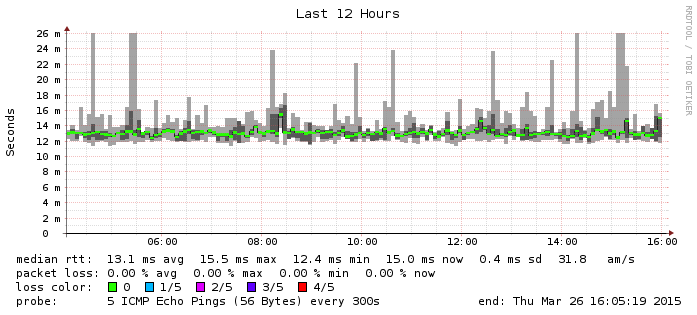 Last 12 Hours
RRDTOOL / TOBI OETIKER
Seconds
26 m
24 m
22 m
20 m
18 m
16 m
14 m
12 m
10 m
8 m
6 m
4 m
2 m
0
06:00 08:00 10:00 12:00 14:00 16:00
median rtt: 13.1 ms avg 15.5 ms max 12.4 ms min 15.0 ms now 0.4 ms sd 31.8 am/s
packet loss: 0.00 % avg 0.00 % max 0.00 % min 0.00 % now
loss color: 0 1/5 2/5 3/5 4/5
probe: 5 ICMP Echo Pings (56 Bytes) every 300s end: Thu Mar 26 16:05:19 2015